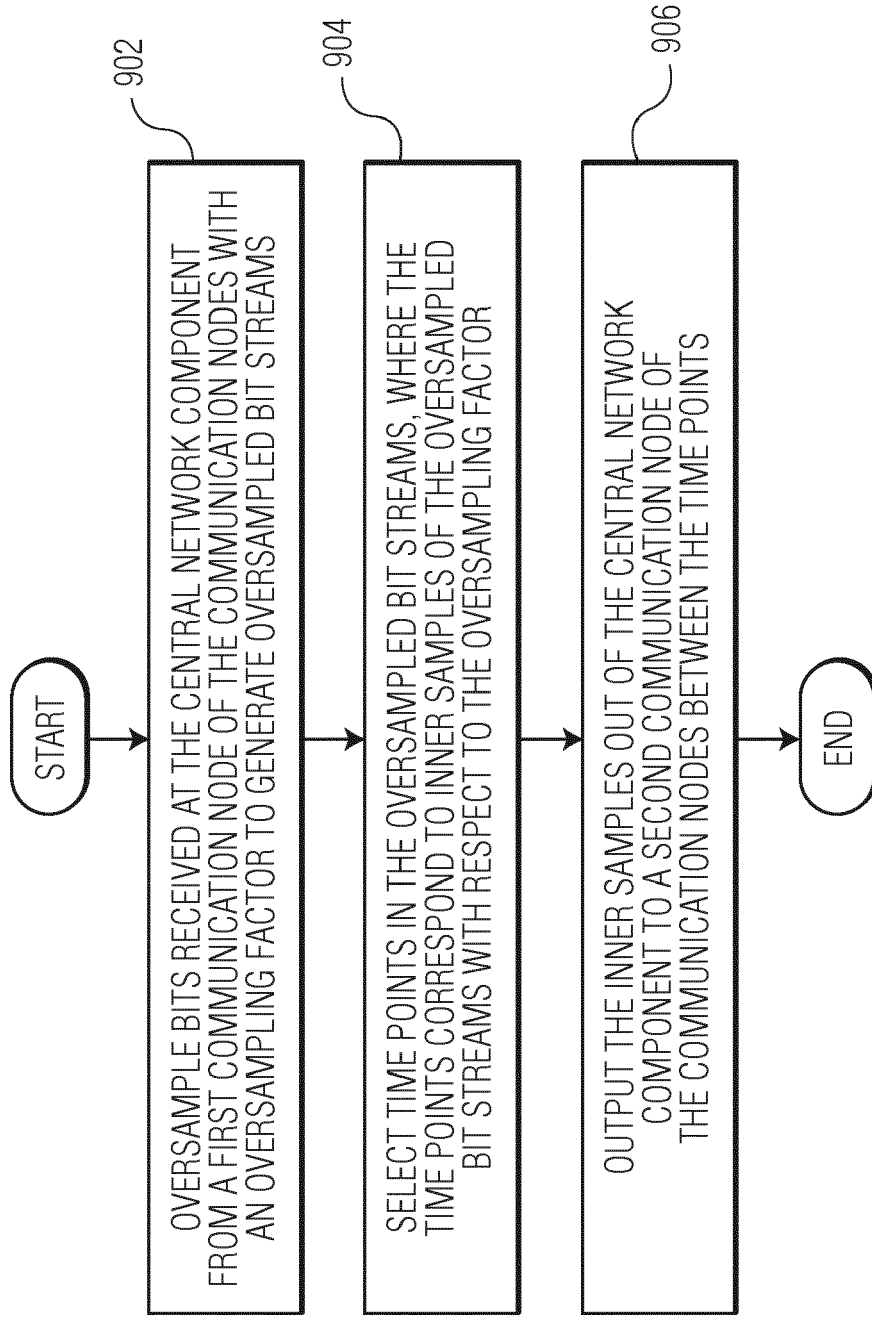 START
OVERSAMPLE BITS RECEIVED AT THE CENTRAL NETWORK COMPONENT
FROM A FIRST COMMUNICATION NODE OF THE COMMUNICATION NODES WITH
AN OVERSAMPLING FACTOR TO GENERATE OVERSAMPLED BIT STREAMS
902
SELECT TIME POINTS IN THE OVERSAMPLED BIT STREAMS, WHERE THE
TIME POINTS CORRESPOND TO INNER SAMPLES OF THE OVERSAMPLED
BIT STREAMS WITH RESPECT TO THE OVERSAMPLING FACTOR
904
OUTPUT THE INNER SAMPLES OUT OF THE CENTRAL NETWORK
COMPONENT TO A SECOND COMMUNICATION NODE OF
THE COMMUNICATION NODES BETWEEN THE TIME POINTS
906
END